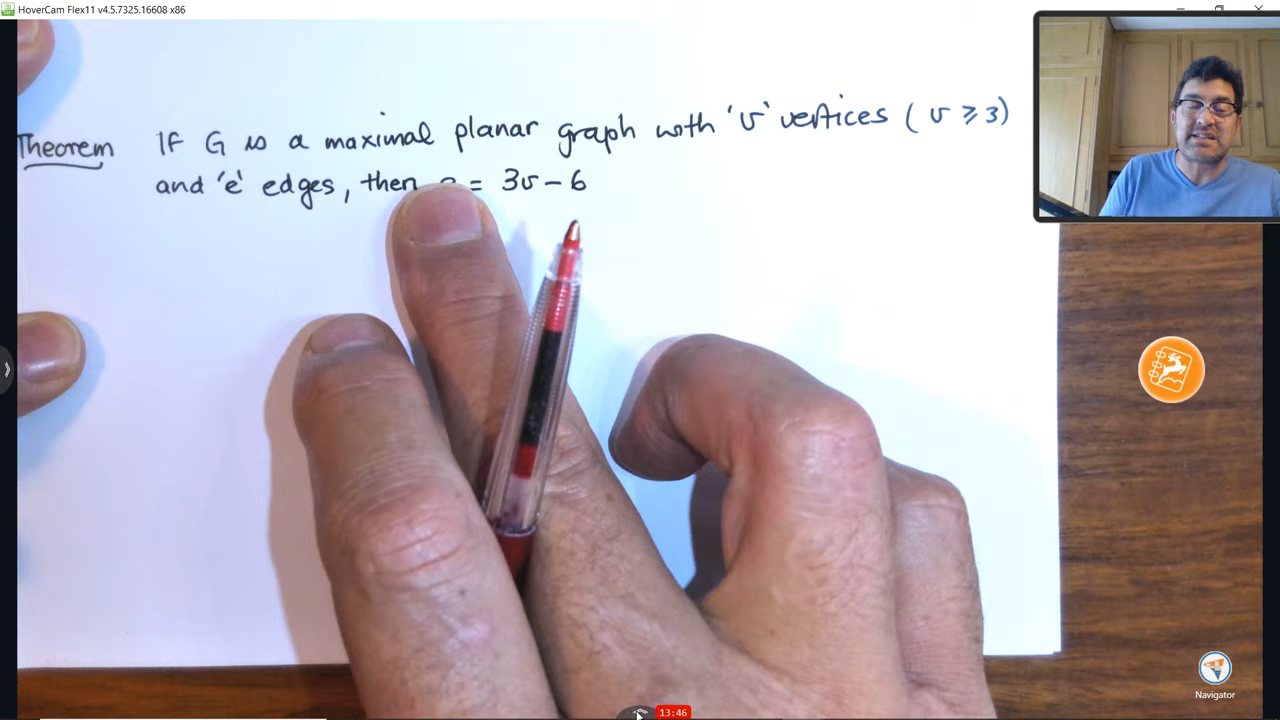 HoverCam Flex11 v4.5.7325.16608 x86
Theorem If G is a maximal planar graph with 'v' vertices ( v ≥ 3)
and 'e' edges, then = 3v - 6
Navigator
13:46